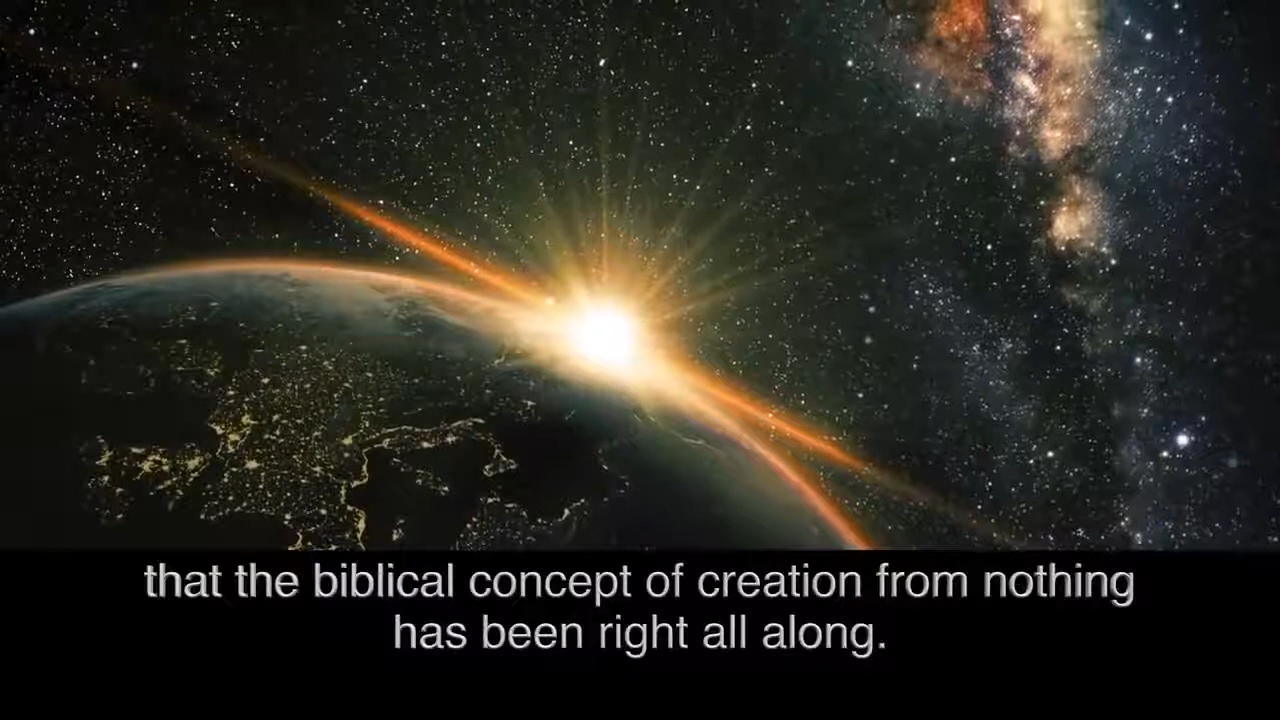 that the biblical concept of creation from nothing
has been right all along.